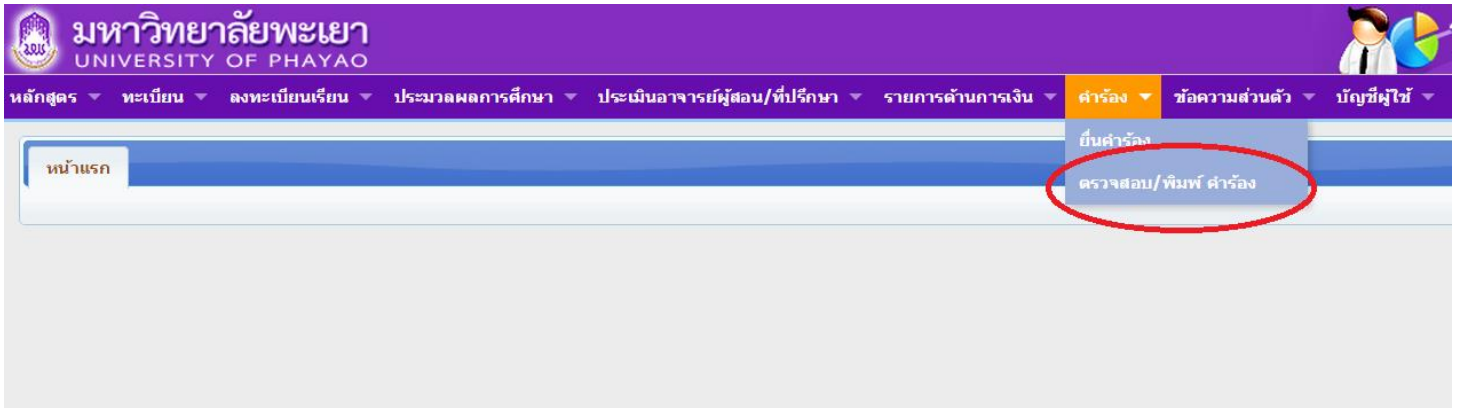 มหาวิทยาลัยพะเยา
UNIVERSITY OF PHAYAO
หลักสูตร ทะเบียน ลงทะเบียนเรียน ประมวลผลการศึกษา ประเมินอาจารย์ผู้สอน/ที่ปรึกษา รายการด้านการเงิน คำร้อง ข้อความส่วนตัว บัญชีผู้ใช้
ยื่นคำร้อง
หน้าแรก
ตรวจสอบ/พิมพ์ คำร้อง